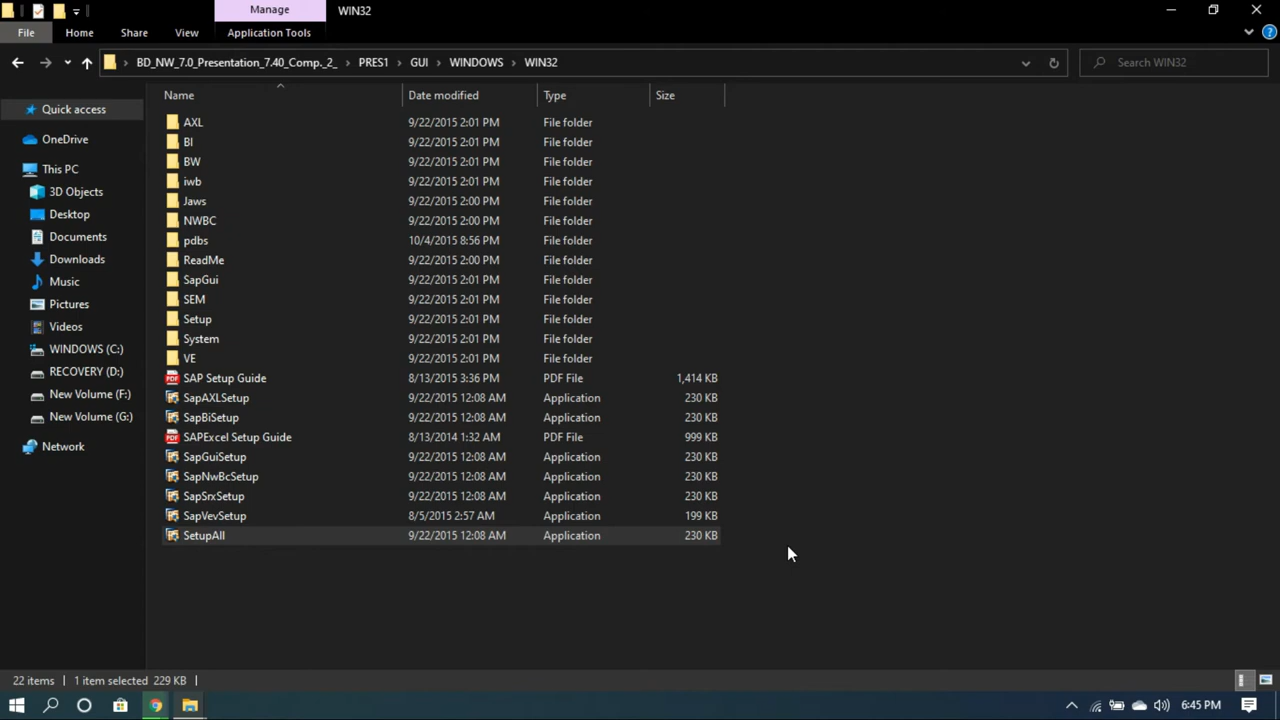 Manage
WIN32
File
Home
Share
View
Application Tools
BD_NW_7.0_Presentation_7.40_Comp._2_ > PRES1 > GUI > WINDOWS > WIN32
Search WIN32
Name
Date modified
Type
Size
Quick access
OneDrive
This PC
3D Objects
Desktop
Documents
Downloads
Music
Pictures
Videos
WINDOWS (C:)
RECOVERY (D:)
New Volume (F:)
New Volume (G:)
Network
AXL 9/22/2015 2:01 PM File folder
BI 9/22/2015 2:01 PM File folder
BW 9/22/2015 2:01 PM File folder
iwb 9/22/2015 2:01 PM File folder
Jaws 9/22/2015 2:00 PM File folder
NWBC 9/22/2015 2:00 PM File folder
pdbs 10/4/2015 8:56 PM File folder
ReadMe 9/22/2015 2:00 PM File folder
SapGui 9/22/2015 2:01 PM File folder
SEM 9/22/2015 2:01 PM File folder
Setup 9/22/2015 2:01 PM File folder
System 9/22/2015 2:01 PM File folder
VE 9/22/2015 2:01 PM File folder
SAP Setup Guide 8/13/2015 3:36 PM PDF File 1,414 KB
SapAXLSetup 9/22/2015 12:08 AM Application 230 KB
SapBiSetup 9/22/2015 12:08 AM Application 230 KB
SAPExcel Setup Guide 8/13/2014 1:32 AM PDF File 999 KB
SapGuiSetup 9/22/2015 12:08 AM Application 230 KB
SapNwBcSetup 9/22/2015 12:08 AM Application 230 KB
SapSrxSetup 9/22/2015 12:08 AM Application 230 KB
SapVevSetup 8/5/2015 2:57 AM Application 199 KB
SetupAll 9/22/2015 12:08 AM Application 230 KB
22 items
1 item selected 229 KB
6:45 PM